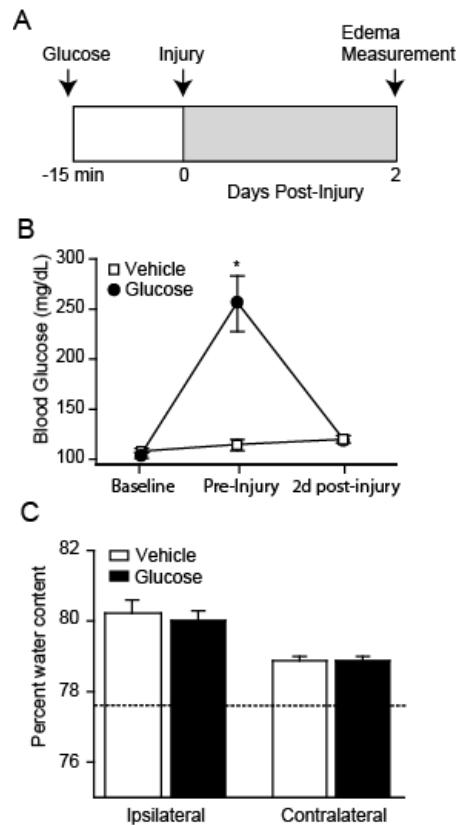 A
Glucose Injury Edema Measurement
-15 min 0 2
Days Post-Injury
B
Blood Glucose (mg/dL)
300
250
200
150
100
Vehicle
Glucose
*
Baseline Pre-Injury 2d post-injury
C
Percent water content
82
80
78
76
Vehicle
Glucose
Ipsilateral Contralateral